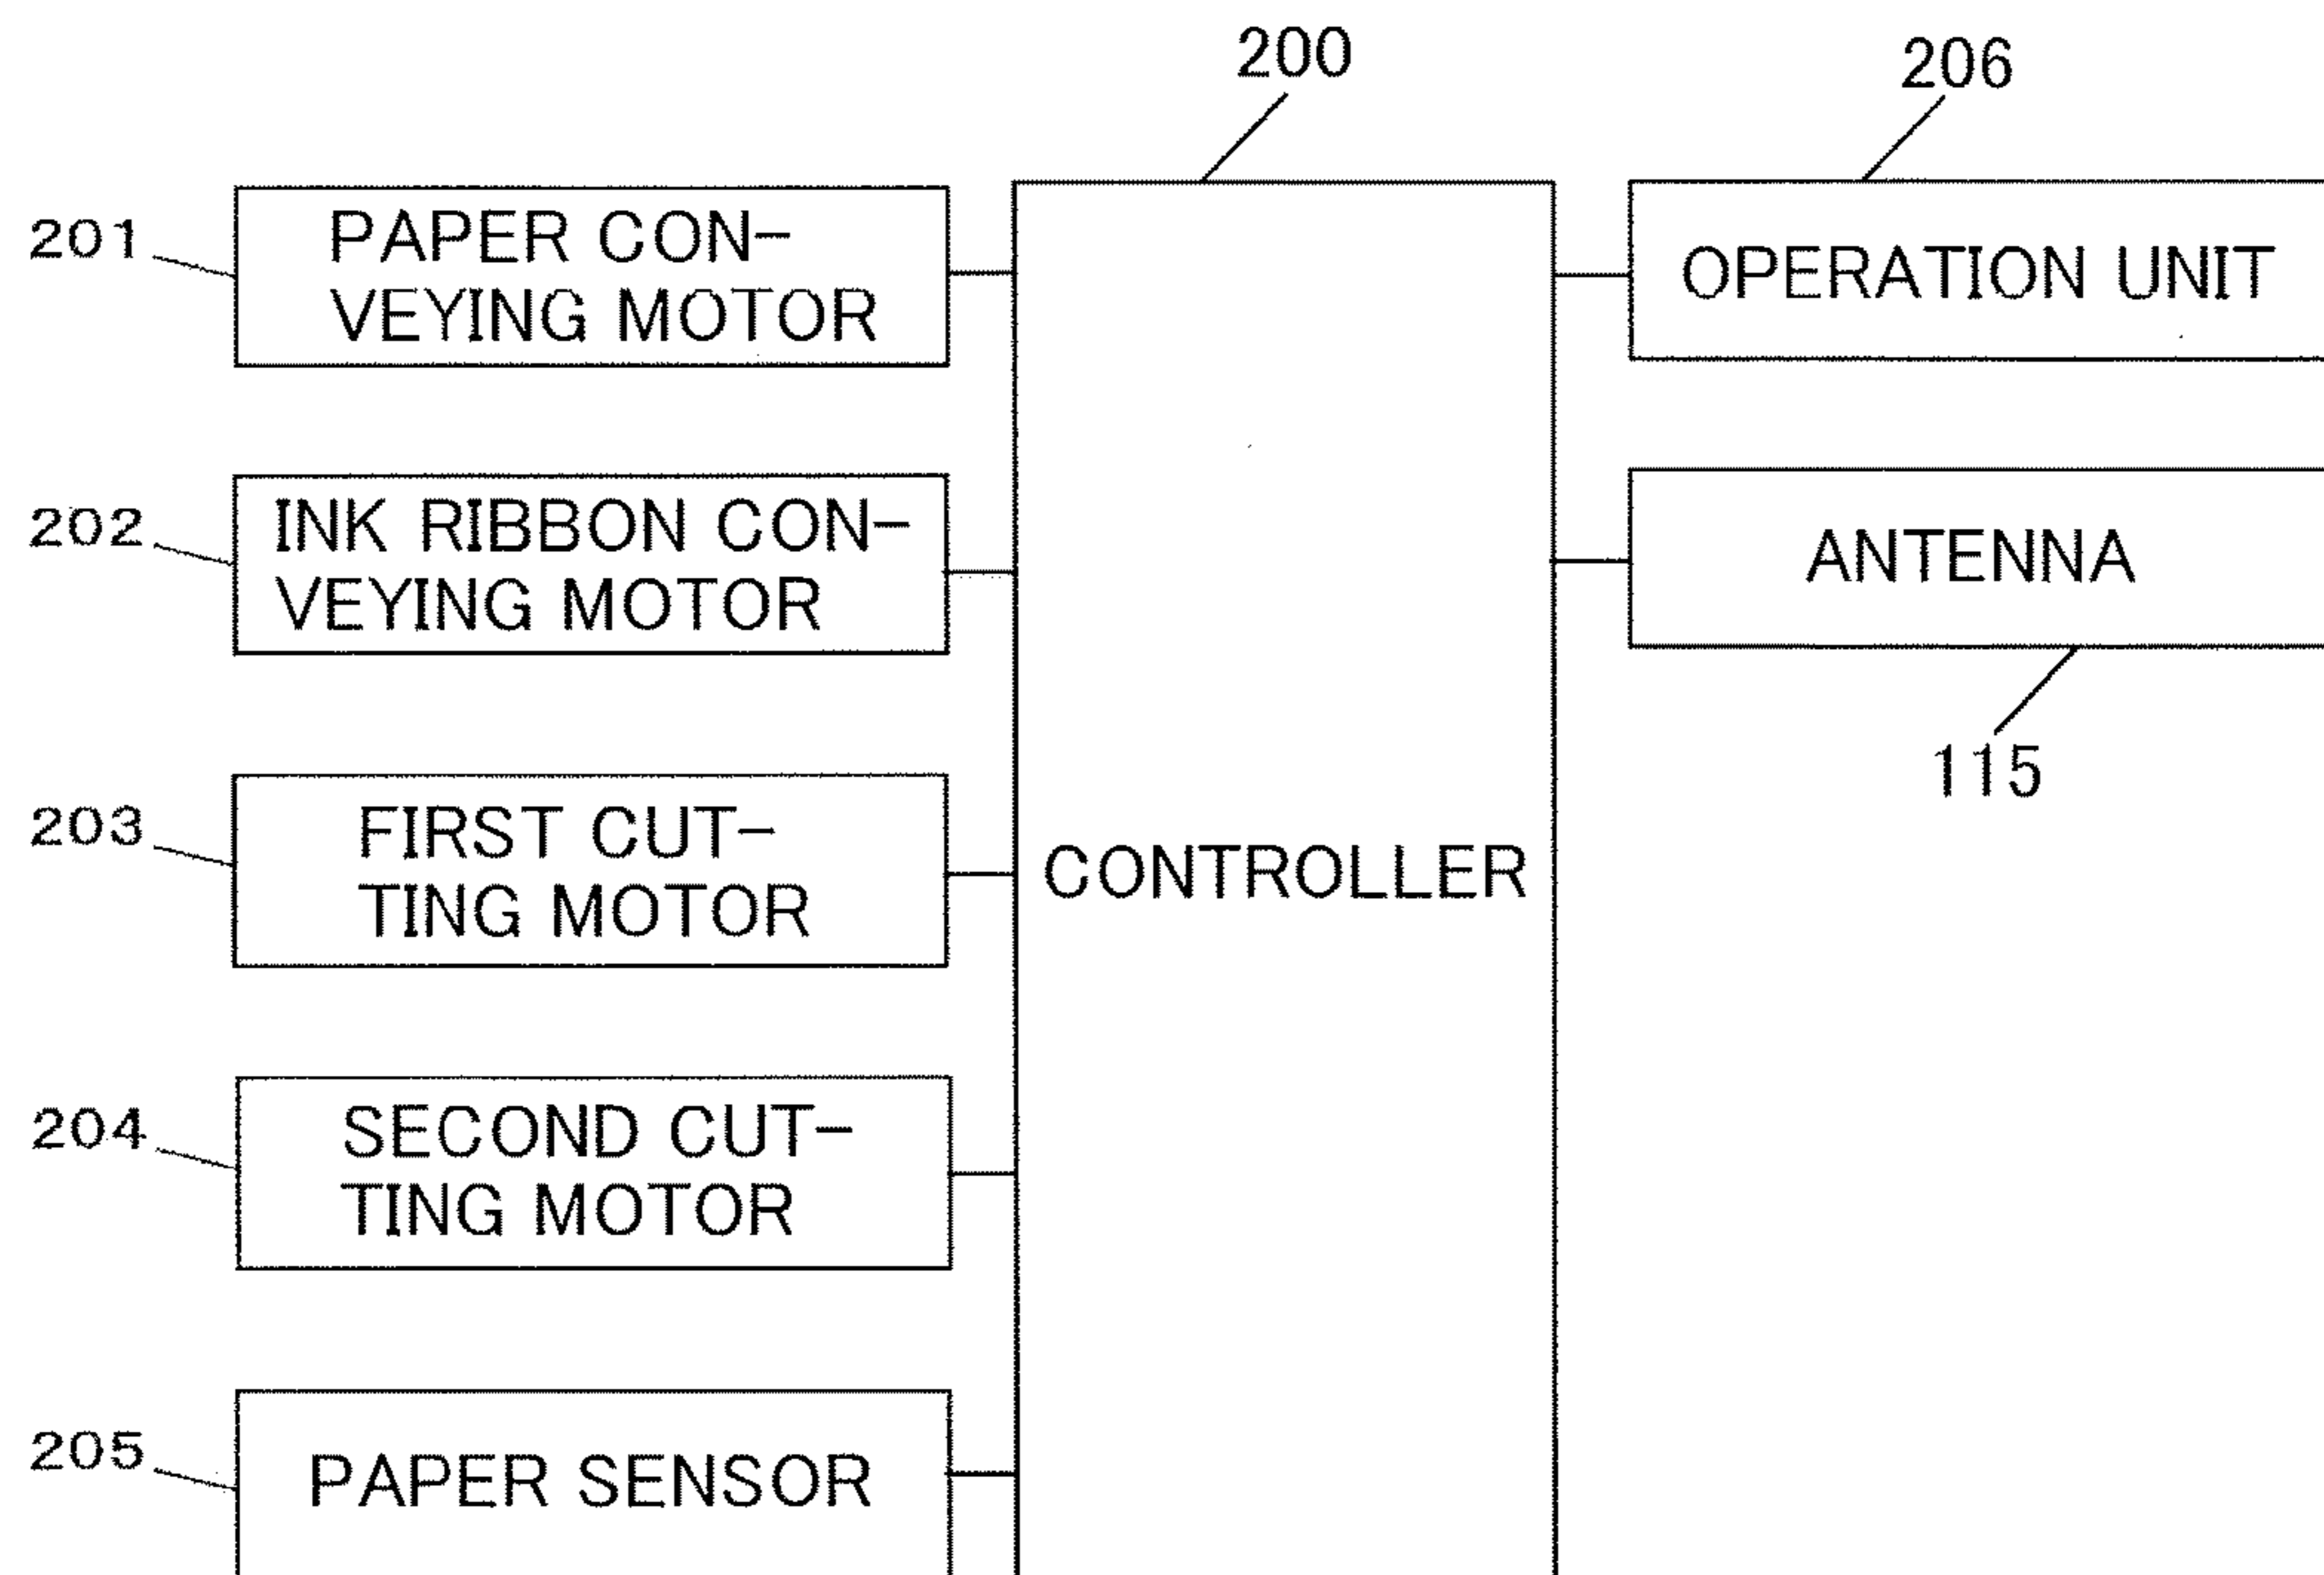 200
206
201
PAPER CON-
VEYING MOTOR
OPERATION UNIT
202
INK RIBBON CON-
VEYING MOTOR
ANTENNA
115
203
FIRST CUT-
TING MOTOR
CONTROLLER
204
SECOND CUT-
TING MOTOR
205
PAPER SENSOR